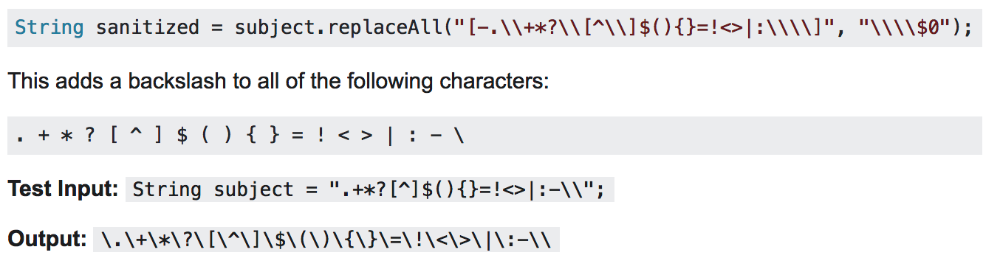 String sanitized = subject.replaceAll("[-.\\+*?\\[^\\]$(){}=!<>|:\\\\]", "\\\\$0");
This adds a backslash to all of the following characters:
. + * ? [ ^ ] $ ( ) { } = ! < > | : - \
Test Input: String subject = ".+*?[^]$(){}=!<>|:-\\";
Output: \.\+\*\?\[\^\]\$\(\)\{\}\=\!\<\>\|\:-\\